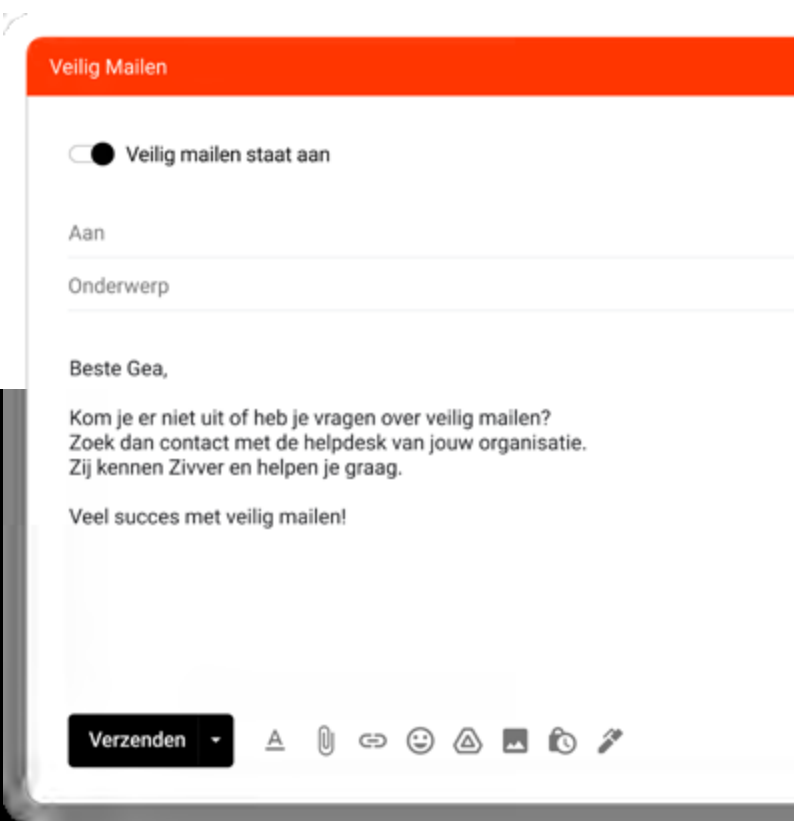 Veilig Mailen
Veilig mailen staat aan
Aan
Onderwerp
Beste Gea,
Kom je er niet uit of heb je vragen over veilig mailen?
Zoek dan contact met de helpdesk van jouw organisatie.
Zij kennen Zivver en helpen je graag.
Veel succes met veilig mailen!
Verzenden